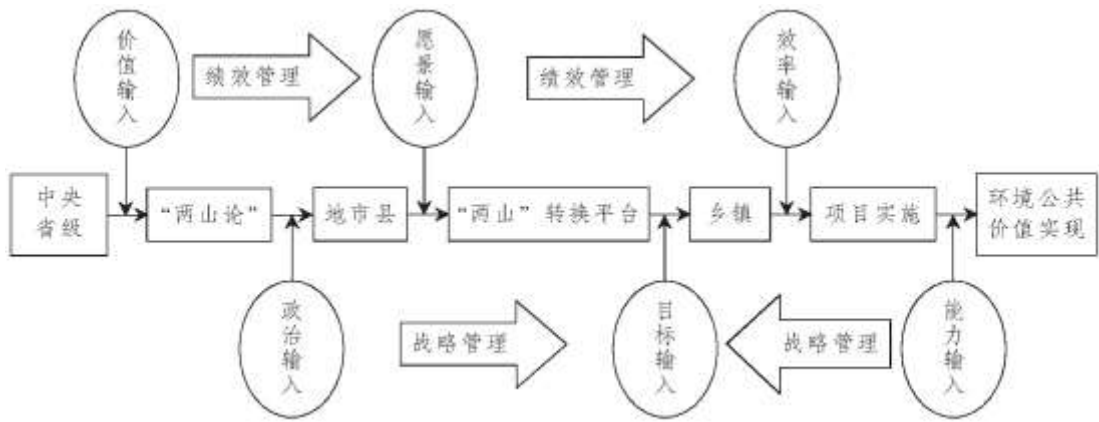 价值输入
绩效管理
愿景输入
绩效管理
效率输入
中央
省级
“两山论”
地市县
“两山”转换平台
乡镇
项目实施
环境公共
价值实现
政治输入
战略管理
目标输入
战略管理
能力输入